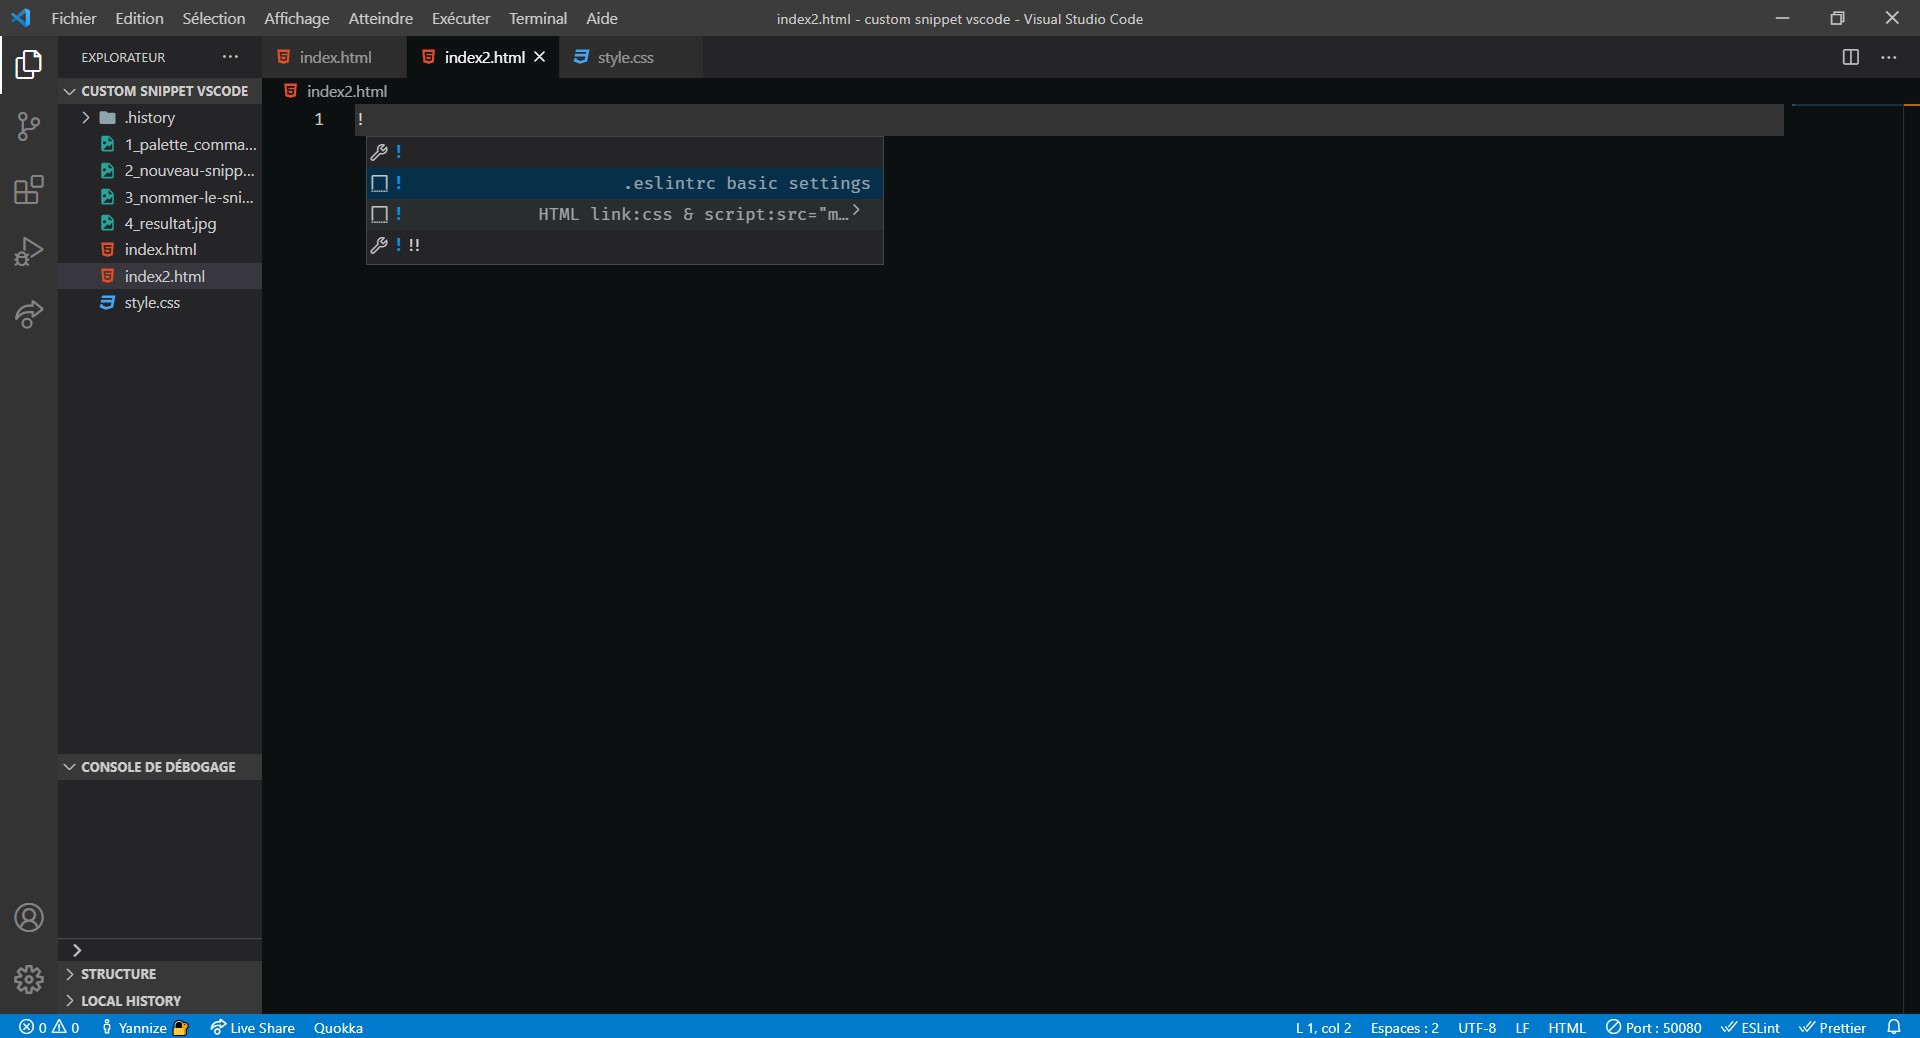 Fichier Edition Sélection Affichage Atteindre Exécuter Terminal Aide
index2.html - custom snippet vscode - Visual Studio Code
EXPLORATEUR
index.html
index2.html
style.css
CUSTOM SNIPPET VSCODE
index2.html
.history
1_palette_comma...
2_nouveau-snipp...
3_nommer-le-sni...
4_resultat.jpg
index.html
index2.html
style.css
1 !
!
! .eslintrc basic settings
! HTML link:css & script:src="m…
! !!
CONSOLE DE DÉBOGAGE
STRUCTURE
LOCAL HISTORY
0 0 Yannize Live Share Quokka
L 1, col 2 Espaces : 2 UTF-8 LF HTML Port : 50080 ESLint Prettier